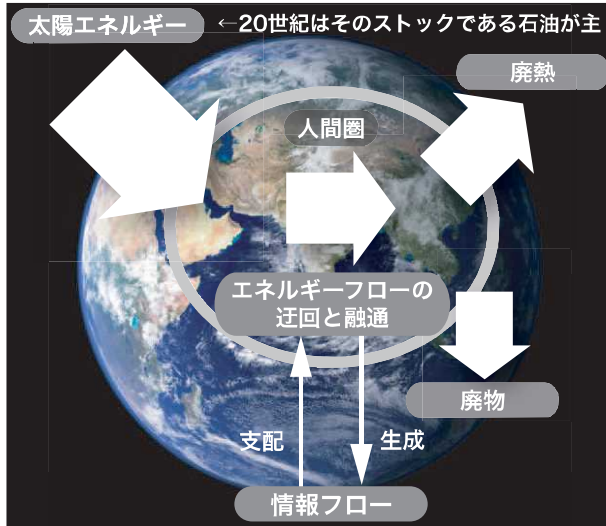 太陽エネルギー ←20世紀はそのストックである石油が主
廃熱
人間圏
エネルギーフローの
迂回と融通
廃物
支配
生成
情報フロー